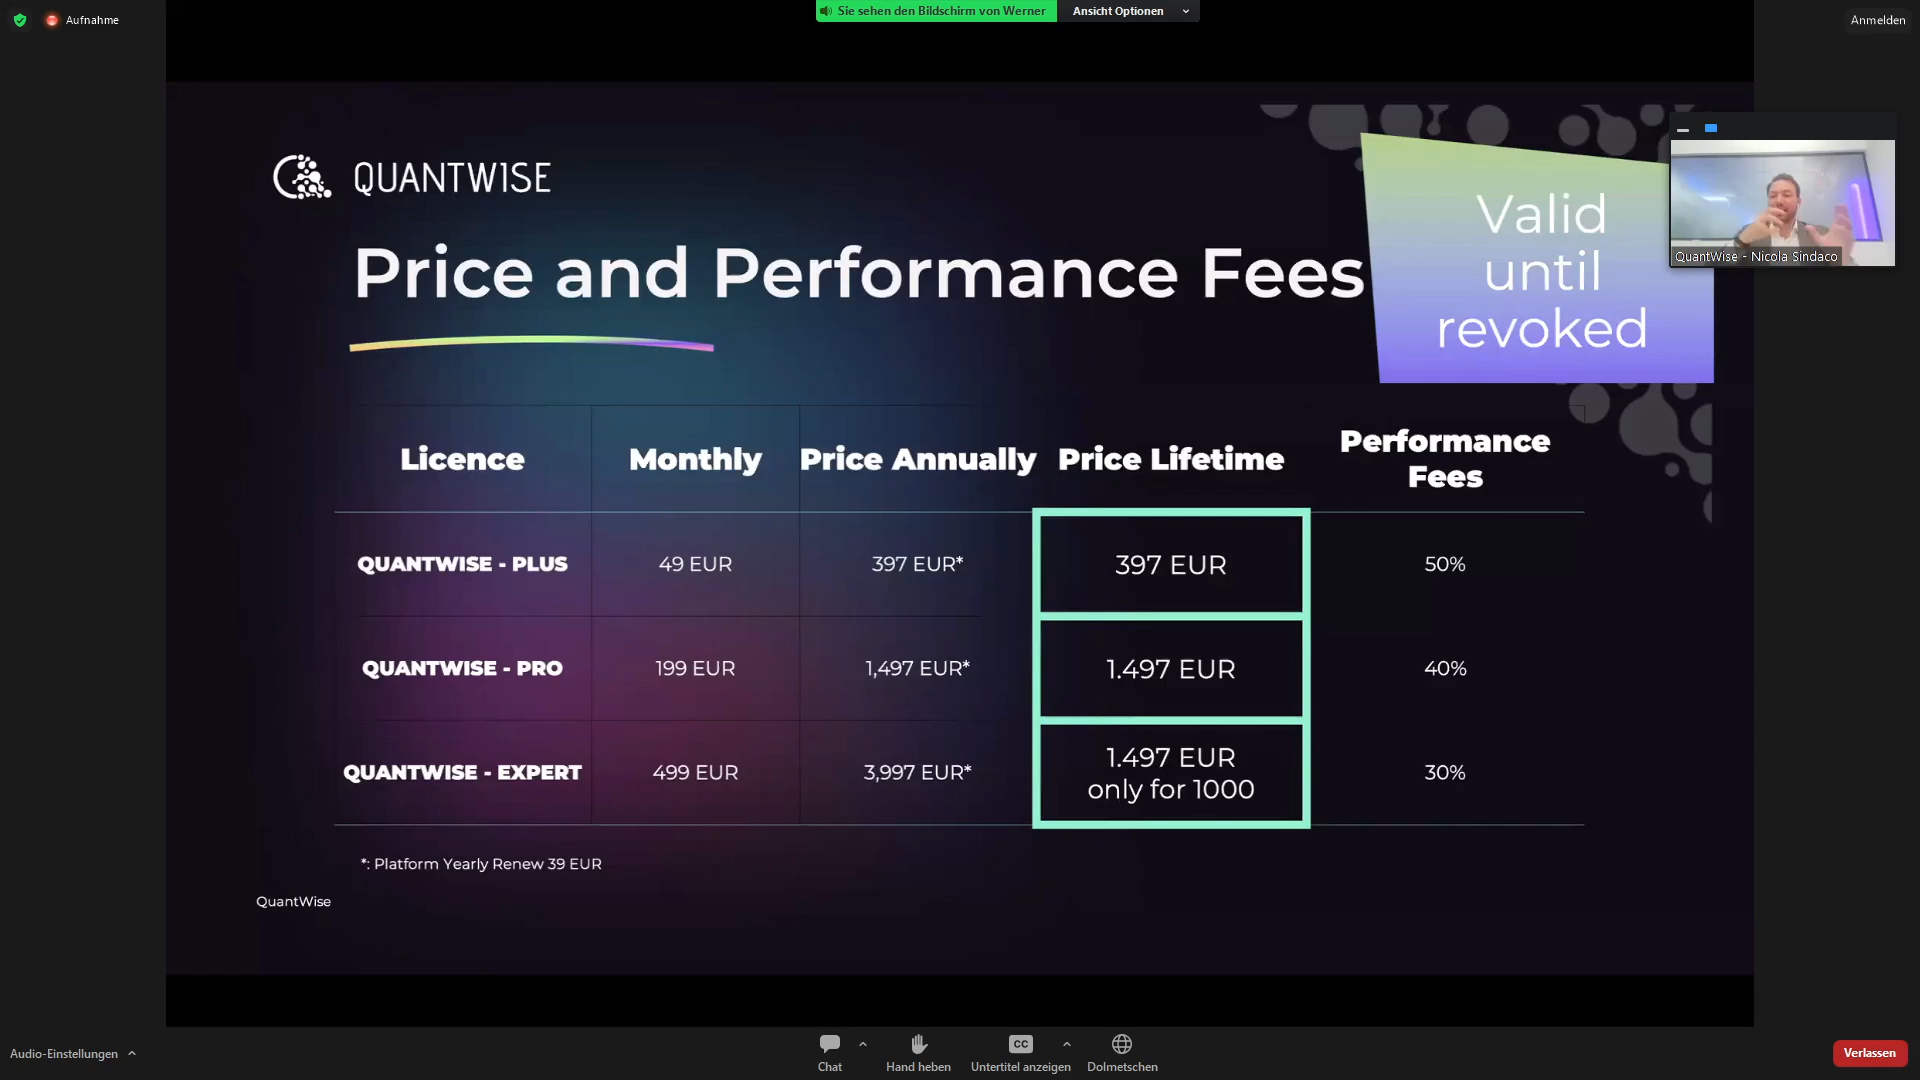 Aufnahme
Sie sehen den Bildschirm von Werner
Ansicht Optionen
Anmelden
QUANTWISE
Price and Performance Fees
Valid
until
revoked
QuantWise - Nicola Sindaco
Licence Monthly Price Annually Price Lifetime Performance Fees
QUANTWISE - PLUS 49 EUR 397 EUR* 397 EUR 50%
QUANTWISE - PRO 199 EUR 1,497 EUR* 1.497 EUR 40%
QUANTWISE - EXPERT 499 EUR 3,997 EUR* 1.497 EUR only for 1000 30%
*: Platform Yearly Renew 39 EUR
QuantWise
Audio-Einstellungen
CC
Chat Hand heben Untertitel anzeigen Dolmetschen
Verlassen